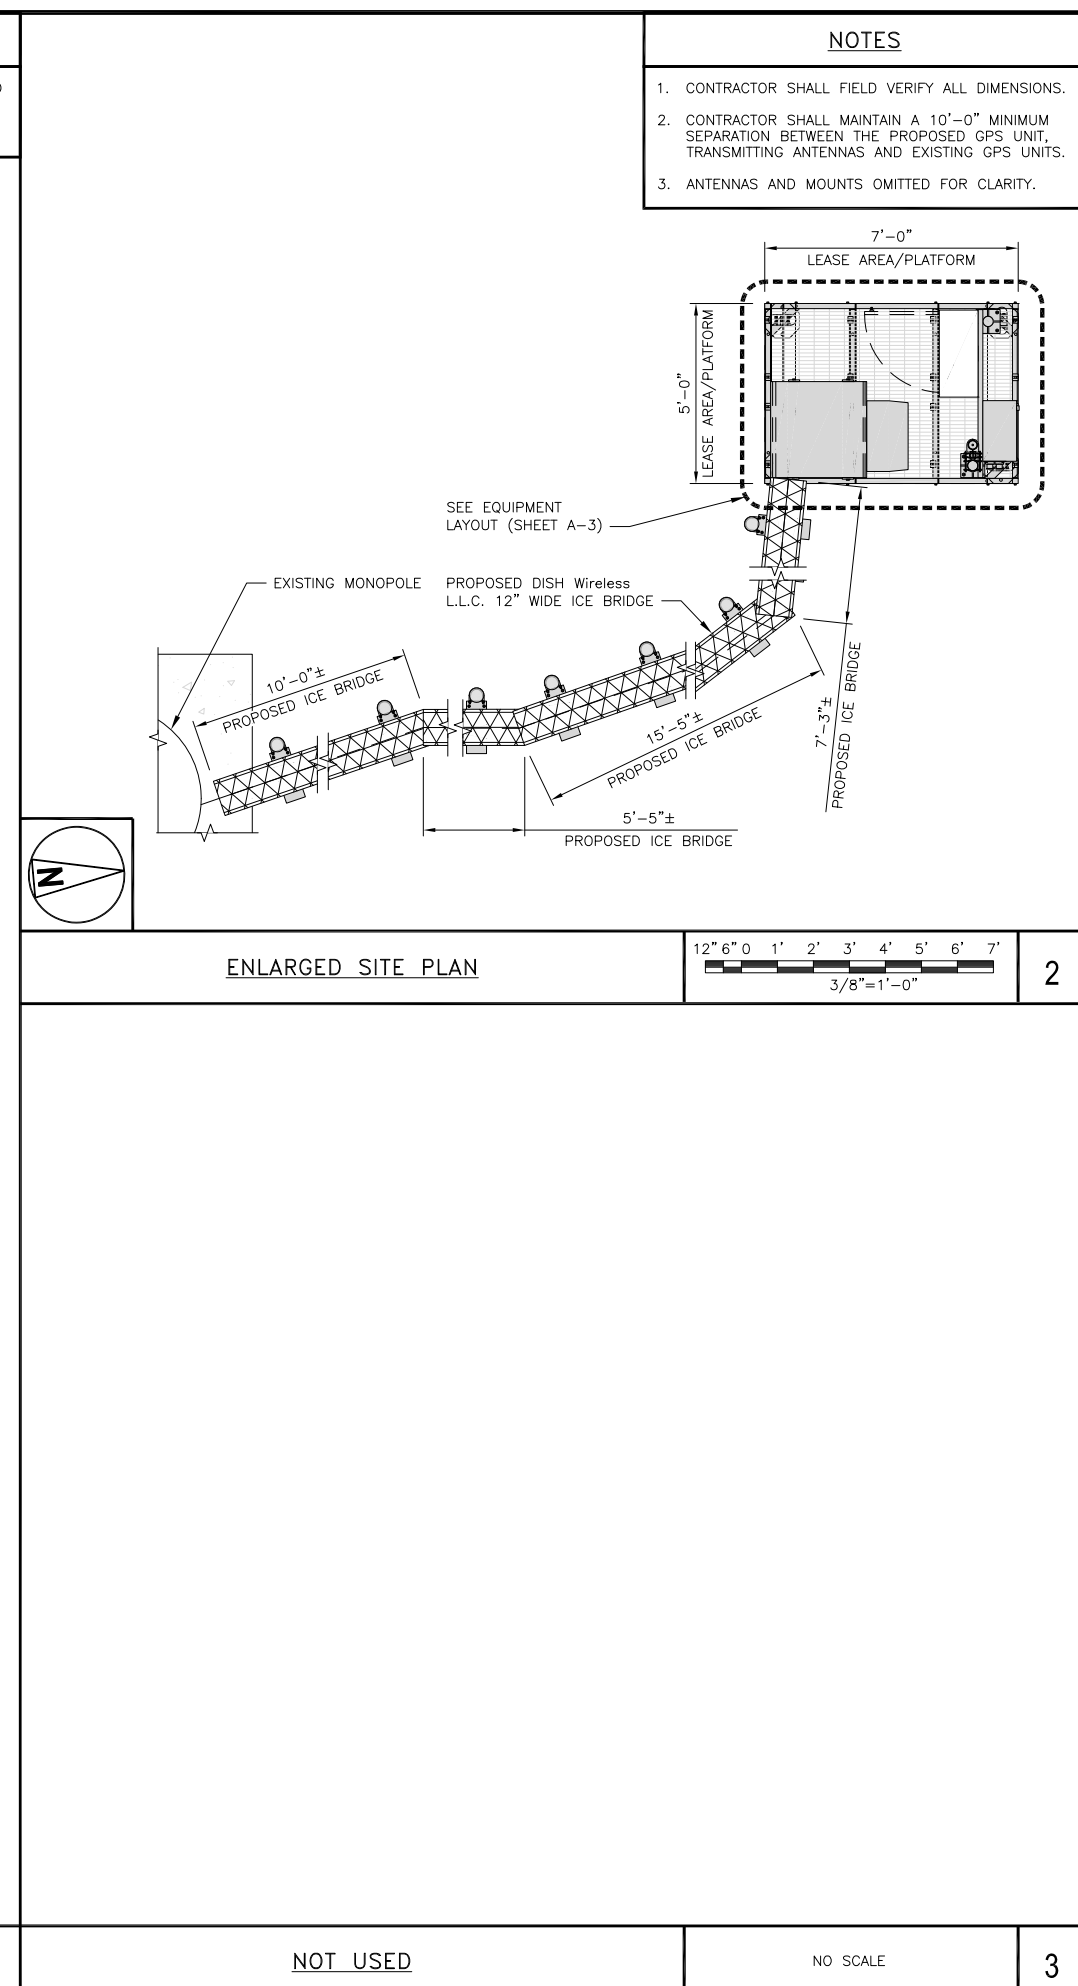 NOTES
1. CONTRACTOR SHALL FIELD VERIFY ALL DIMENSIONS.
2. CONTRACTOR SHALL MAINTAIN A 10'-0" MINIMUM
SEPARATION BETWEEN THE PROPOSED GPS UNIT,
TRANSMITTING ANTENNAS AND EXISTING GPS UNITS.
3. ANTENNAS AND MOUNTS OMITTED FOR CLARITY.
7'-0"
LEASE AREA/PLATFORM
5'-0"
LEASE AREA/PLATFORM
SEE EQUIPMENT
LAYOUT (SHEET A-3)
EXISTING MONOPOLE
PROPOSED DISH Wireless
L.L.C. 12" WIDE ICE BRIDGE
10'-0"±
PROPOSED ICE BRIDGE
15'-5"±
PROPOSED ICE BRIDGE
7'-3"±
PROPOSED ICE BRIDGE
5'-5"±
PROPOSED ICE BRIDGE
N
ENLARGED SITE PLAN
12" 6" 0 1' 2' 3' 4' 5' 6' 7'
3/8"=1'-0"
2
NOT USED
NO SCALE
3